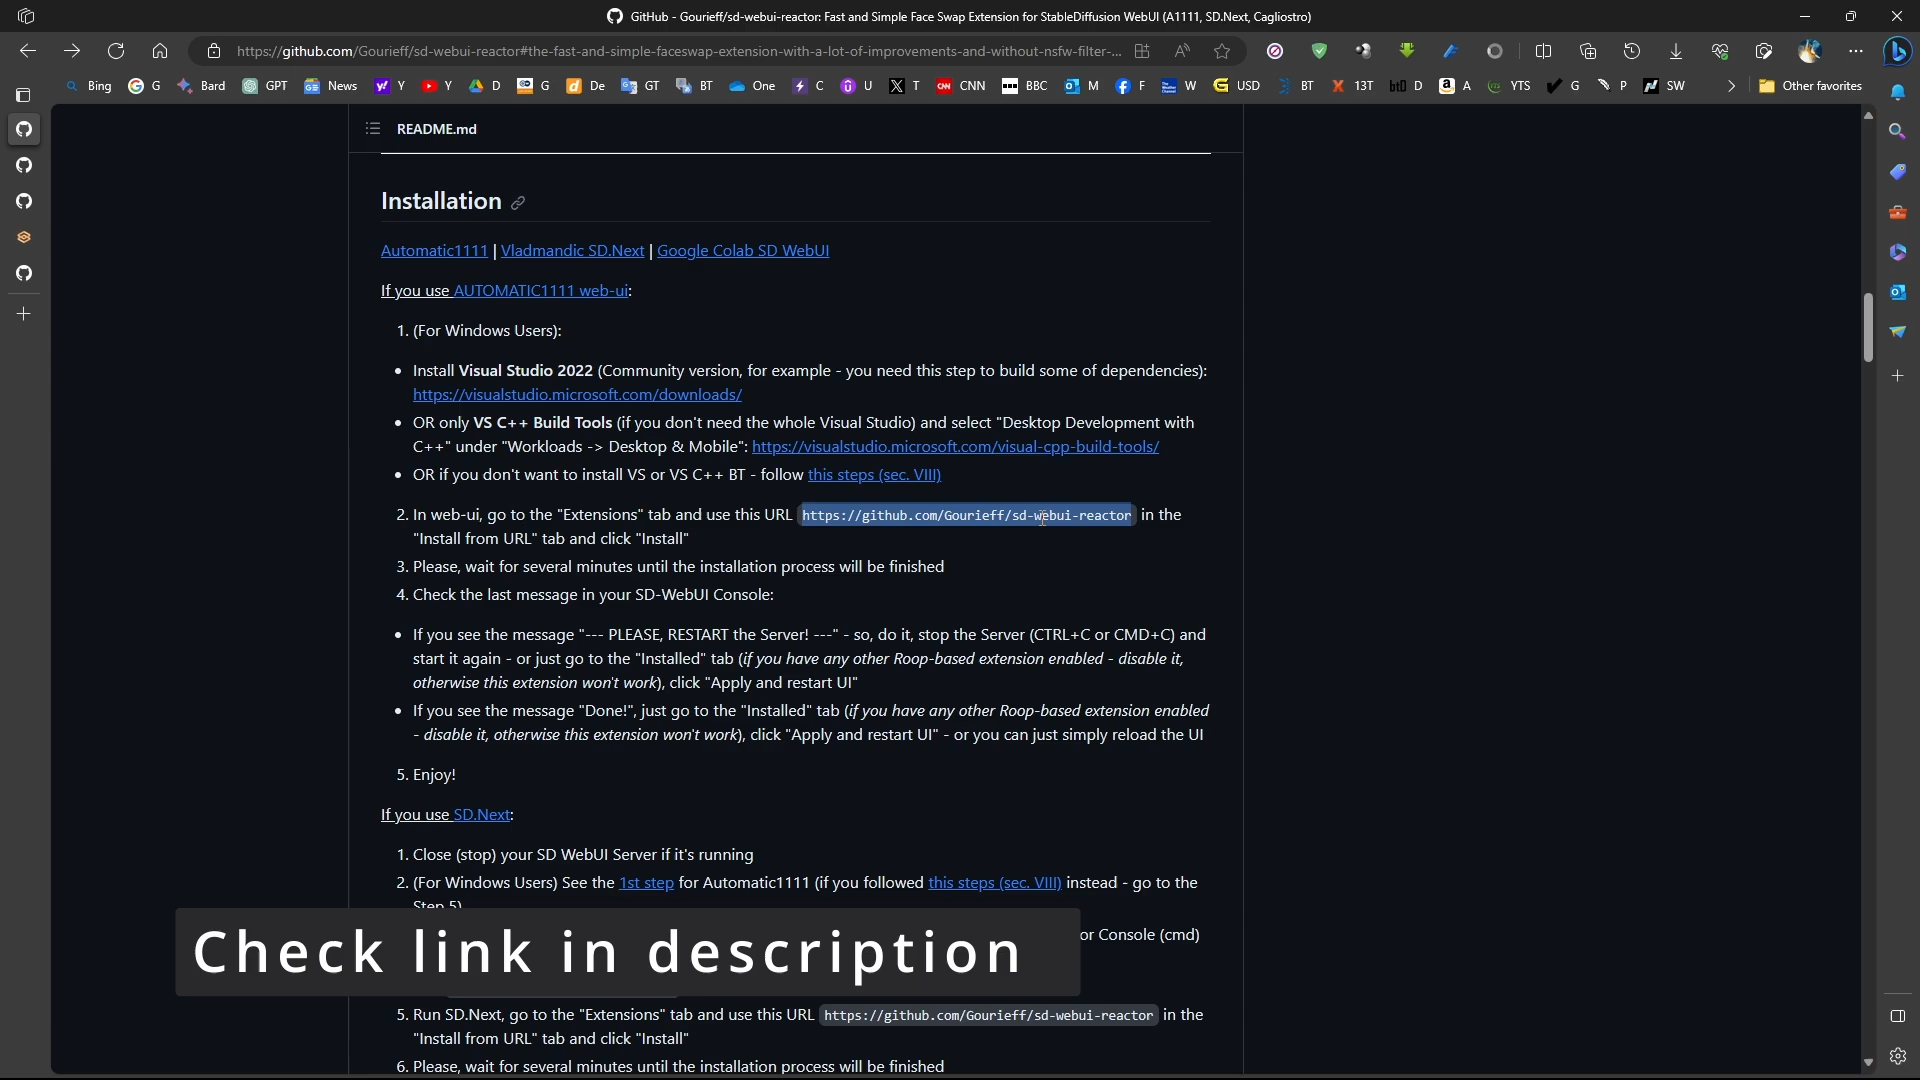 GitHub - Gourieff/sd-webui-reactor: Fast and Simple Face Swap Extension for StableDiffusion WebUI (A1111, SD.Next, Cagliostro)
https://github.com/Gourieff/sd-webui-reactor#the-fast-and-simple-faceswap-extension-with-a-lot-of-improvements-and-without-nsfw-filter-...
Bing G Bard GPT News Y Y D G De GT BT One C U T CNN BBC M F W USD BT 13T D A YTS G P SW Other favorites
README.md
Installation
Automatic1111 | Vladmandic SD.Next | Google Colab SD WebUI
If you use AUTOMATIC1111 web-ui:
1. (For Windows Users):
• Install Visual Studio 2022 (Community version, for example - you need this step to build some of dependencies):
https://visualstudio.microsoft.com/downloads/
• OR only VS C++ Build Tools (if you don't need the whole Visual Studio) and select "Desktop Development with
C++" under "Workloads -> Desktop & Mobile": https://visualstudio.microsoft.com/visual-cpp-build-tools/
• OR if you don't want to install VS or VS C++ BT - follow this steps (sec. VIII)
2. In web-ui, go to the "Extensions" tab and use this URL https://github.com/Gourieff/sd-webui-reactor in the
"Install from URL" tab and click "Install"
3. Please, wait for several minutes until the installation process will be finished
4. Check the last message in your SD-WebUI Console:
• If you see the message "--- PLEASE, RESTART the Server! ---" - so, do it, stop the Server (CTRL+C or CMD+C) and
start it again - or just go to the "Installed" tab (if you have any other Roop-based extension enabled - disable it,
otherwise this extension won't work), click "Apply and restart UI"
• If you see the message "Done!", just go to the "Installed" tab (if you have any other Roop-based extension enabled
- disable it, otherwise this extension won't work), click "Apply and restart UI" - or you can just simply reload the UI
5. Enjoy!
If you use SD.Next:
1. Close (stop) your SD WebUI Server if it's running
2. (For Windows Users) See the 1st step for Automatic1111 (if you followed this steps (sec. VIII) instead - go to the
Step 5)
or Console (cmd)
Check link in description
5. Run SD.Next, go to the "Extensions" tab and use this URL https://github.com/Gourieff/sd-webui-reactor in the
"Install from URL" tab and click "Install"
6. Please, wait for several minutes until the installation process will be finished